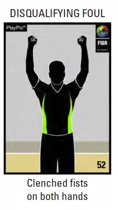 DISQUALIFYING FOUL
PlayPic®
FIBA
52
Clenched fists
on both hands